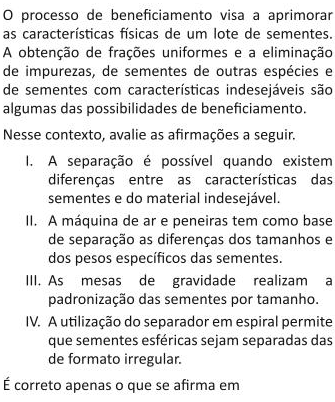 O processo de beneficiamento visa a aprimorar
as características físicas de um lote de sementes.
A obtenção de frações uniformes e a eliminação
de impurezas, de sementes de outras espécies e
de sementes com características indesejáveis são
algumas das possibilidades de beneficiamento.
Nesse contexto, avalie as afirmações a seguir.
I. A separação é possível quando existem
diferenças entre as características das
sementes e do material indesejável.
II. A máquina de ar e peneiras tem como base
de separação as diferenças dos tamanhos e
dos pesos específicos das sementes.
III. As mesas de gravidade realizam a
padronização das sementes por tamanho.
IV. A utilização do separador em espiral permite
que sementes esféricas sejam separadas das
de formato irregular.
É correto apenas o que se afirma em